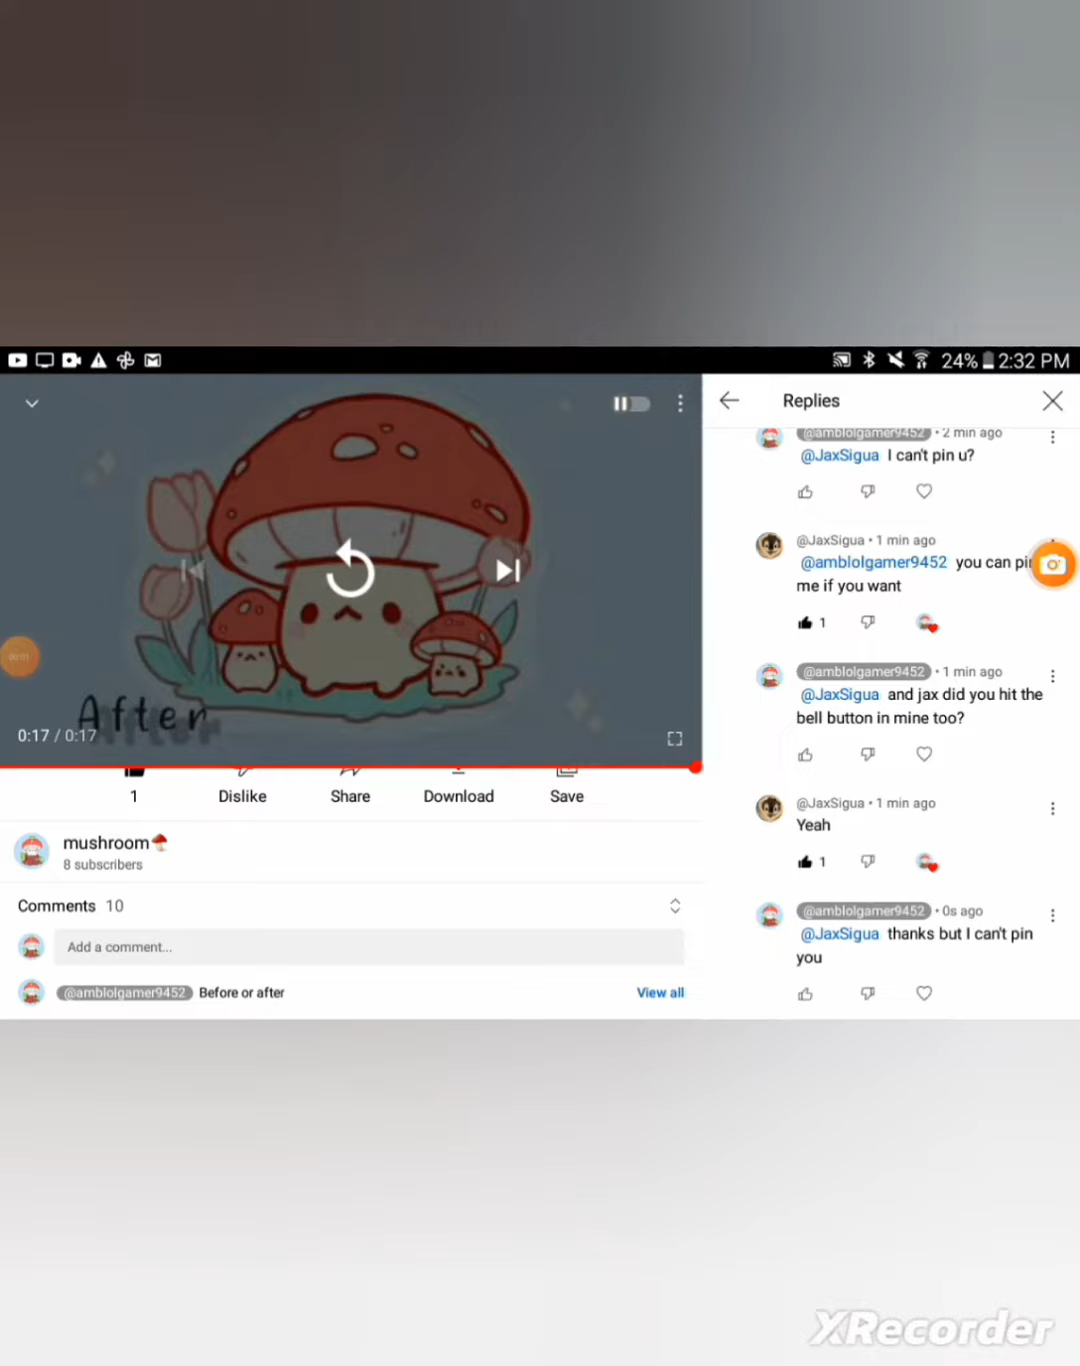 24% 2:32 PM
After
0:17 / 0:17
1 Dislike Share Download Save
mushroom🍄
8 subscribers
Comments 10
Add a comment...
@amblolgamer9452 Before or after View all
Replies
@amblolgamer9452 • 2 min ago
@JaxSigua I can't pin u?
@JaxSigua • 1 min ago
@amblolgamer9452 you can pi
me if you want
1
@amblolgamer9452 • 1 min ago
@JaxSigua and jax did you hit the
bell button in mine too?
@JaxSigua • 1 min ago
Yeah
1
@amblolgamer9452 • 0s ago
@JaxSigua thanks but I can't pin
you
XRecorder